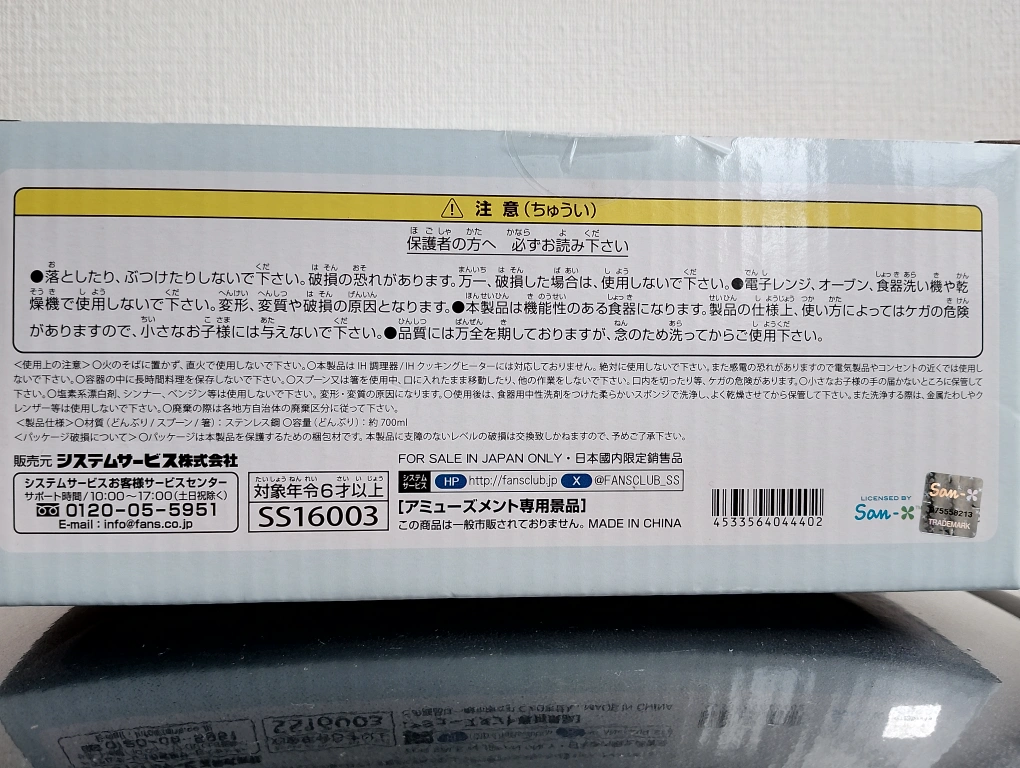 ⚠ 注意(ちゅうい)
保護者の方へ 必ずお読み下さい
●落としたり、ぶつけたりしないで下さい。破損の恐れがあります。万一、破損した場合は、使用しないで下さい。●電子レンジ、オーブン、食器洗い機や乾
燥機で使用しないで下さい。変形、変質や破損の原因となります。●本製品は機能性のある食器になります。製品の仕様上、使い方によってはケガの危険
がありますので、小さなお子様には与えないで下さい。●品質には万全を期しておりますが、念のため洗ってからご使用下さい。
<使用上の注意>○火のそばに置かず、直火で使用しないで下さい。○本製品は IH 調理器/IH クッキングヒーターには対応しておりません。絶対に使用しないで下さい。また感電の恐れがありますので電気製品やコンセントの近くでは使用し
ないで下さい。○容器の中に長時間料理を保存しないで下さい。○スプーン又は箸を使用中、口に入れたまま移動したり、他の作業をしないで下さい。口内を切ったり等、ケガの危険があります。○小さなお子様の手の届かないところに保管して
下さい。○塩素系漂白剤、シンナー、ベンジン等は使用しないで下さい。変形・変質の原因になります。○使用後は、食器用中性洗剤をつけた柔らかいスポンジで洗浄し、よく乾燥させてから保管して下さい。また洗浄する際は、金属たわしやク
レンザー等は使用しないで下さい。○廃棄の際は各地方自治体の廃棄区分に従って下さい。
<製品仕様>○材質(どんぶり/スプーン/箸):ステンレス鋼 ○容量(どんぶり):約700ml
<パッケージ破損について>○パッケージは本製品を保護するための梱包材です。本製品に支障のないレベルの破損は交換致しかねますので、予めご了承下さい。
販売元 システムサービス株式会社
システムサービスお客様サービスセンター
サポート時間/10:00〜17:00(土日祝除く)
0120-05-5951
E-mail:info@fans.co.jp
たいしょうねんれい さいいじょう
対象年令6才以上
SS16003
FOR SALE IN JAPAN ONLY・日本國内限定銷售品
システムサービス HP http://fansclub.jp X @FANSCLUB_SS
[アミューズメント専用景品]
この商品は一般市販されておりません。MADE IN CHINA
4533564044402
LICENSED BY
San-X
San-X
75558213
TRADEMARK